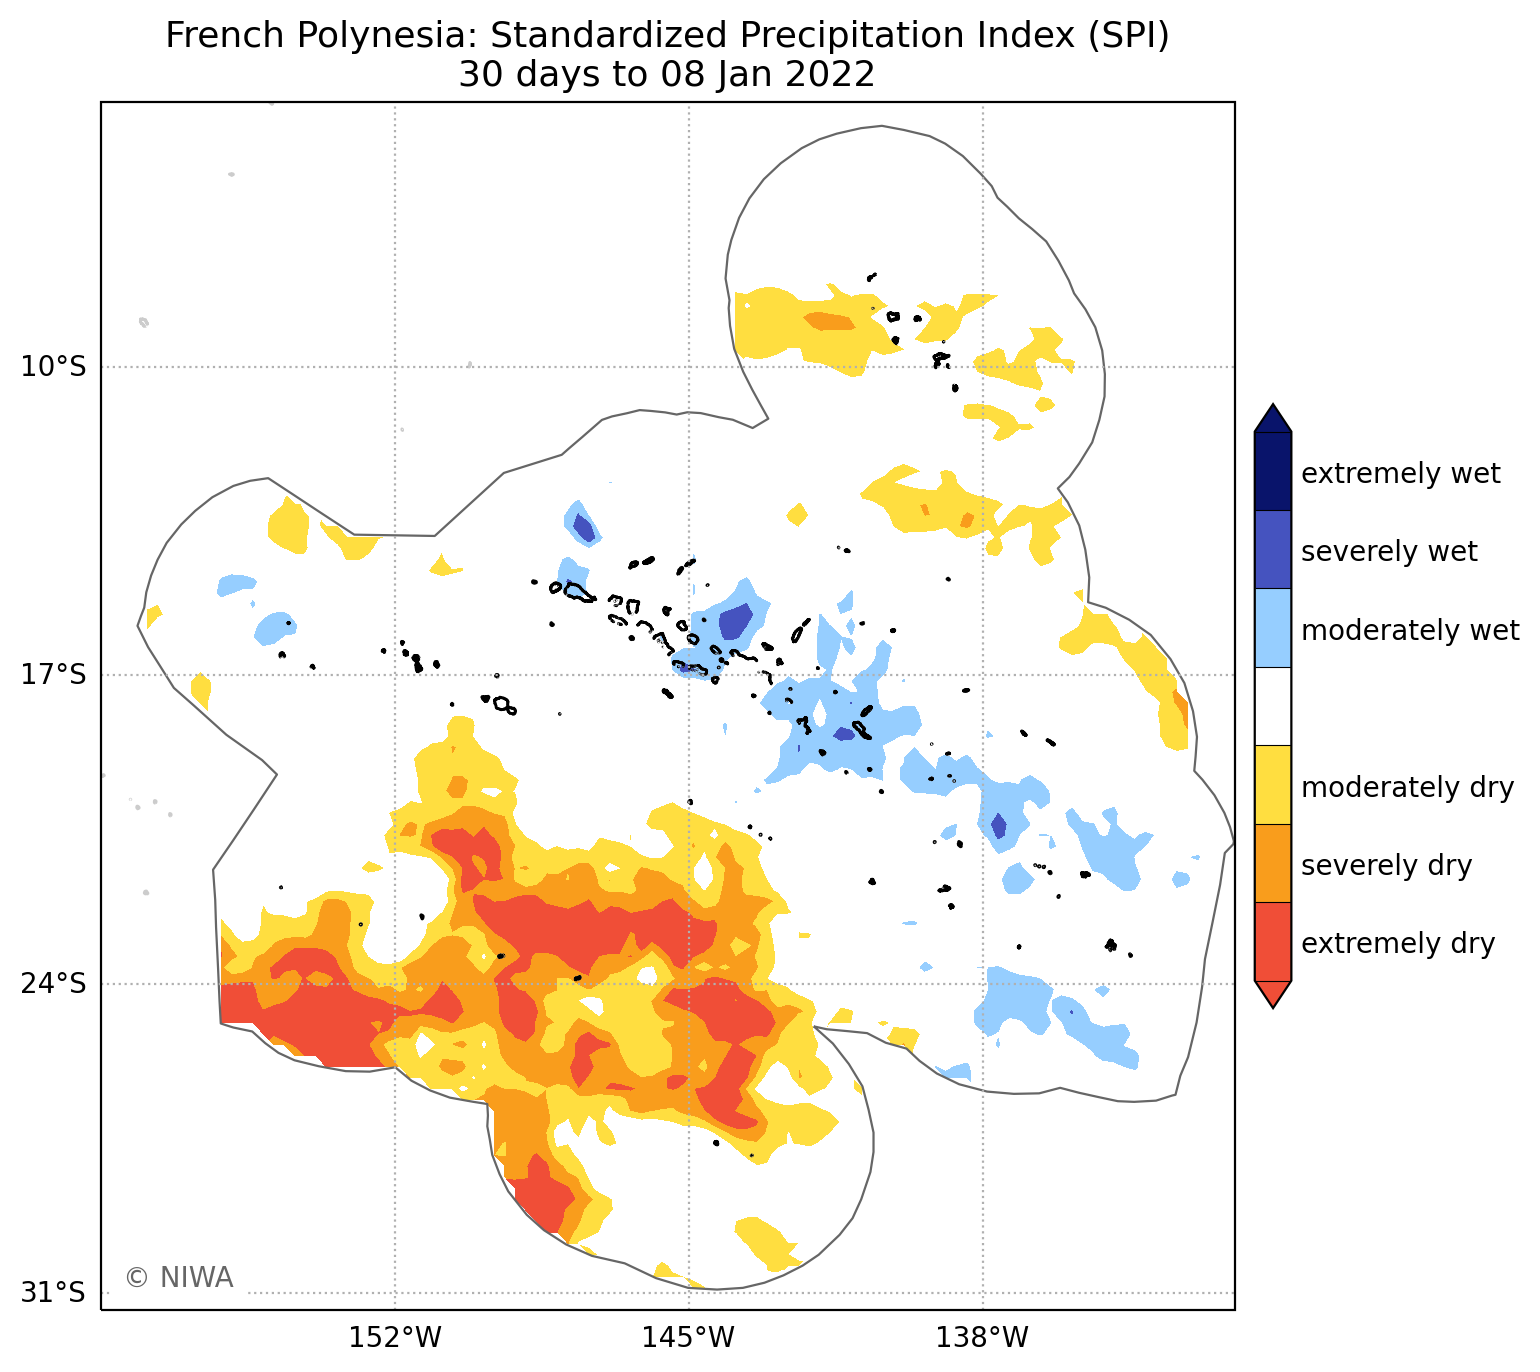 French Polynesia: Standardized Precipitation Index (SPI)
30 days to 08 Jan 2022
10°S
17°S
24°S
31°S
152°W
145°W
138°W
extremely wet
severely wet
moderately wet
moderately dry
severely dry
extremely dry
© NIWA